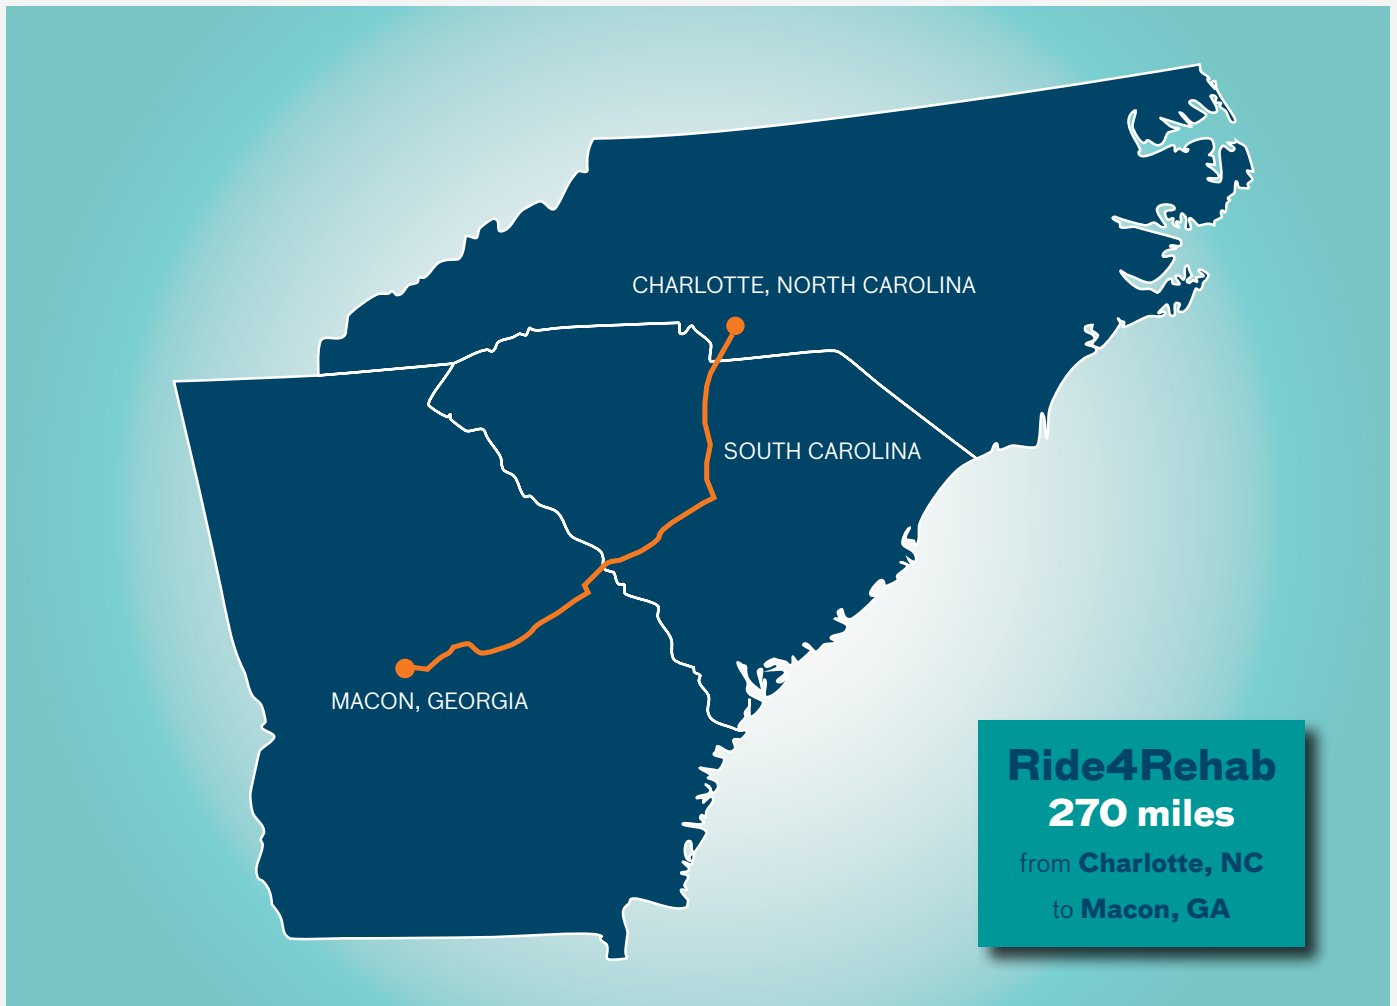 CHARLOTTE, NORTH CAROLINA
SOUTH CAROLINA
MACON, GEORGIA
Ride4Rehab
270 miles
from Charlotte, NC
to Macon, GA